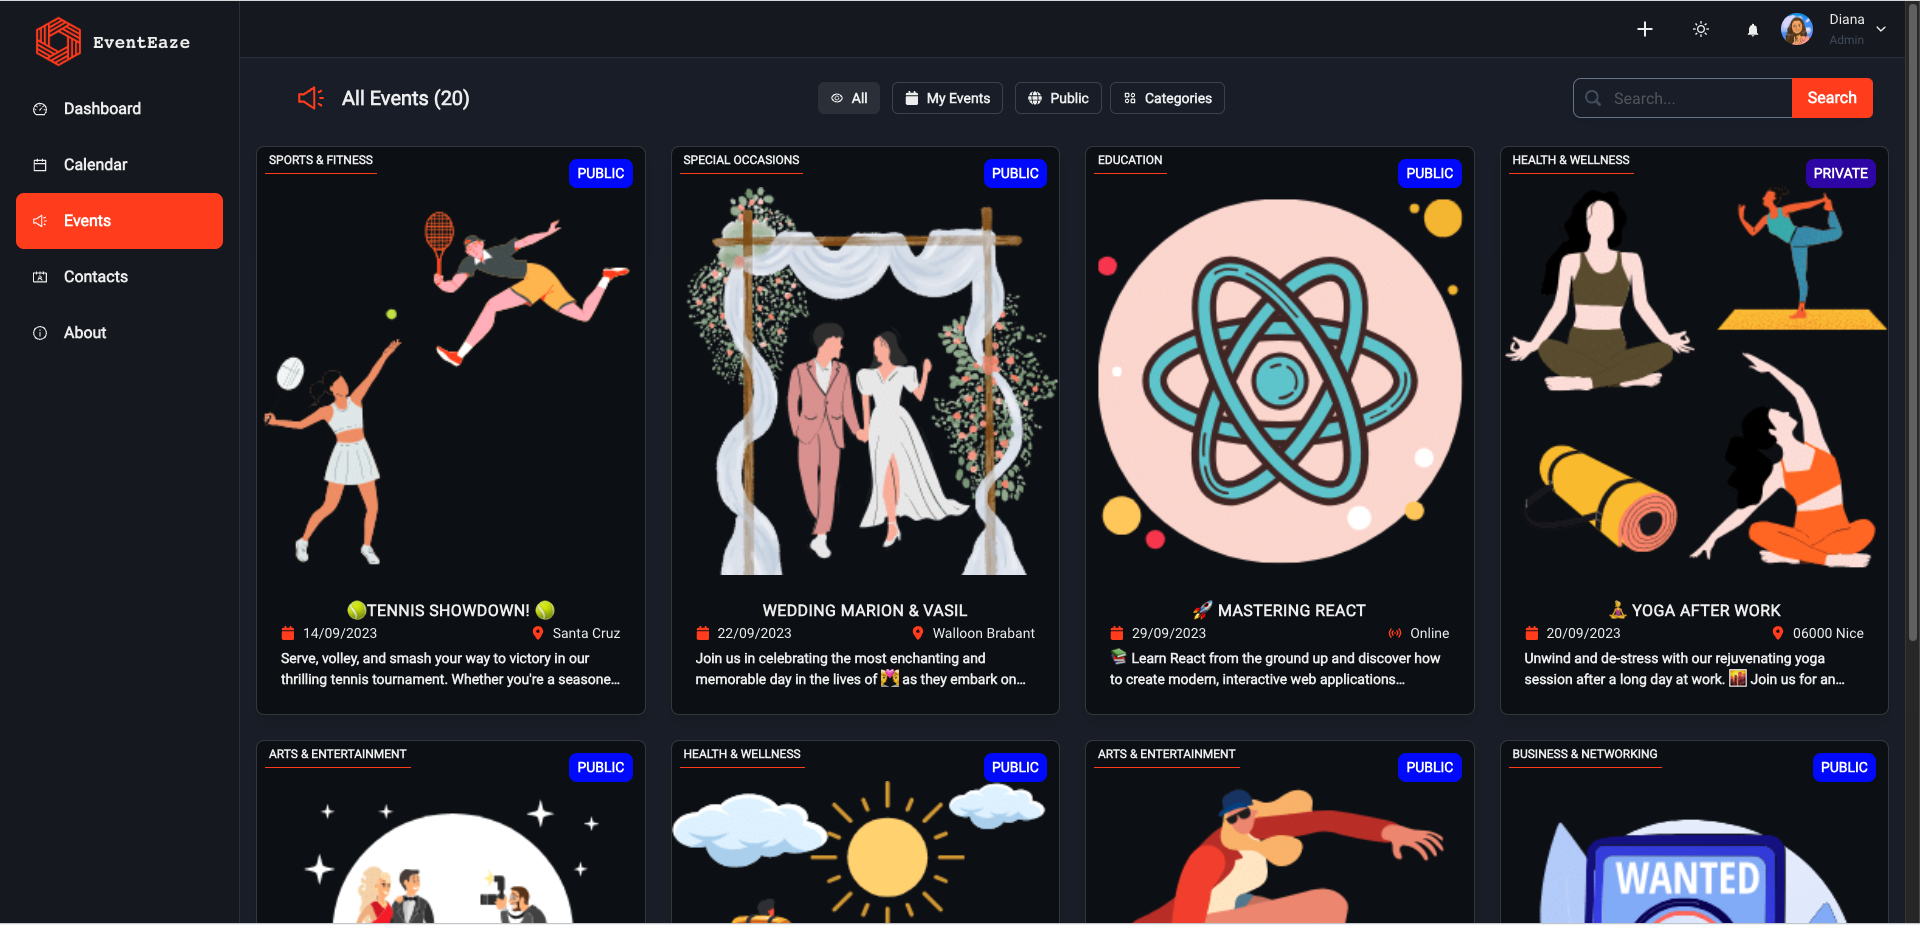 EventEaze
Diana
Admin
Dashboard
Calendar
Events
Contacts
About
All Events (20)
All
My Events
Public
Categories
Search...
Search
SPORTS & FITNESS
PUBLIC
🎾TENNIS SHOWDOWN! 🎾
14/09/2023
Santa Cruz
Serve, volley, and smash your way to victory in our
thrilling tennis tournament. Whether you're a seasone...
SPECIAL OCCASIONS
PUBLIC
WEDDING MARION & VASIL
22/09/2023
Walloon Brabant
Join us in celebrating the most enchanting and
memorable day in the lives of 👩‍❤️‍👨 as they embark on...
EDUCATION
PUBLIC
🚀 MASTERING REACT
29/09/2023
Online
📚 Learn React from the ground up and discover how
to create modern, interactive web applications...
HEALTH & WELLNESS
PRIVATE
🧘‍♀️ YOGA AFTER WORK
20/09/2023
06000 Nice
Unwind and de-stress with our rejuvenating yoga
session after a long day at work. 🌇 Join us for an...
ARTS & ENTERTAINMENT
PUBLIC
HEALTH & WELLNESS
PUBLIC
ARTS & ENTERTAINMENT
PUBLIC
BUSINESS & NETWORKING
PUBLIC
WANTED